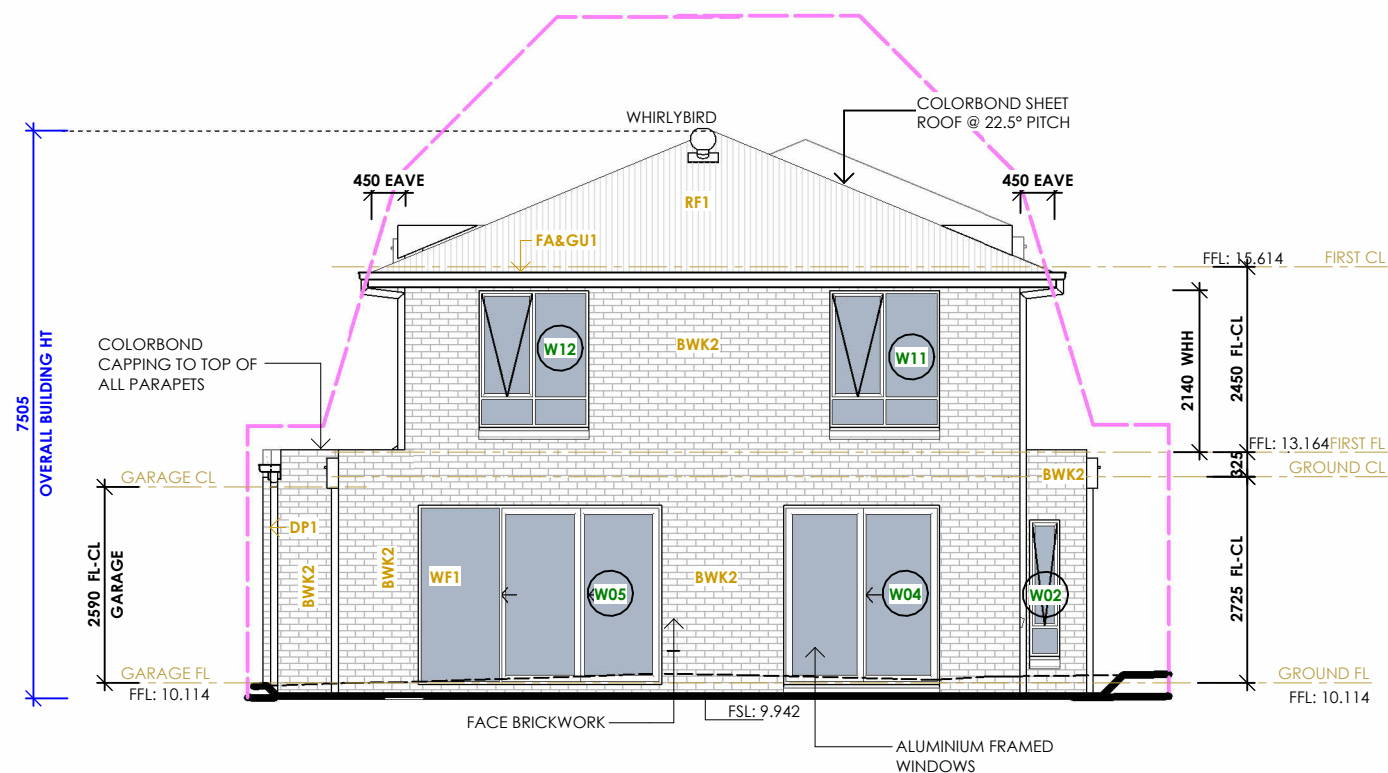 WHIRLYBIRD
COLORBOND SHEET
ROOF @ 22.5° PITCH
450 EAVE
450 EAVE
RF1
FA&GU1
FFL: 15.614
FIRST CL
7505
OVERALL BUILDING HT
COLORBOND
CAPPING TO TOP OF
ALL PARAPETS
W12
BWK2
W11
2140 WHH
2450 FL-CL
FFL: 13.164
FIRST FL
325
GROUND CL
GARAGE CL
BWK2
DP1
2590 FL-CL
GARAGE
BWK2
BWK2
WF1
W05
BWK2
W04
W02
2725 FL-CL
GARAGE FL
FFL: 10.114
GROUND FL
FFL: 10.114
FACE BRICKWORK
FSL: 9.942
ALUMINIUM FRAMED
WINDOWS